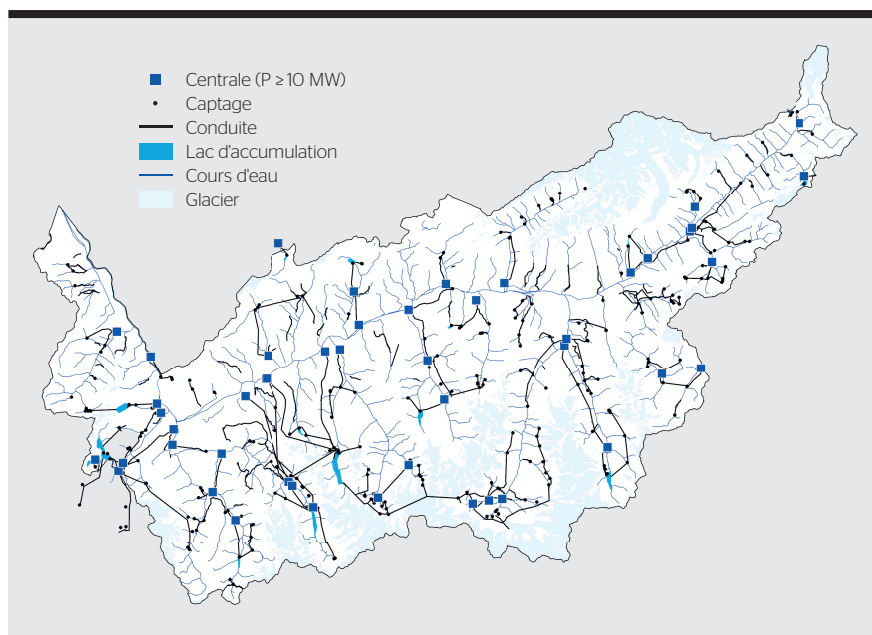 Centrale (P ≥ 10 MW)
Captage
Conduite
Lac d'accumulation
Cours d'eau
Glacier